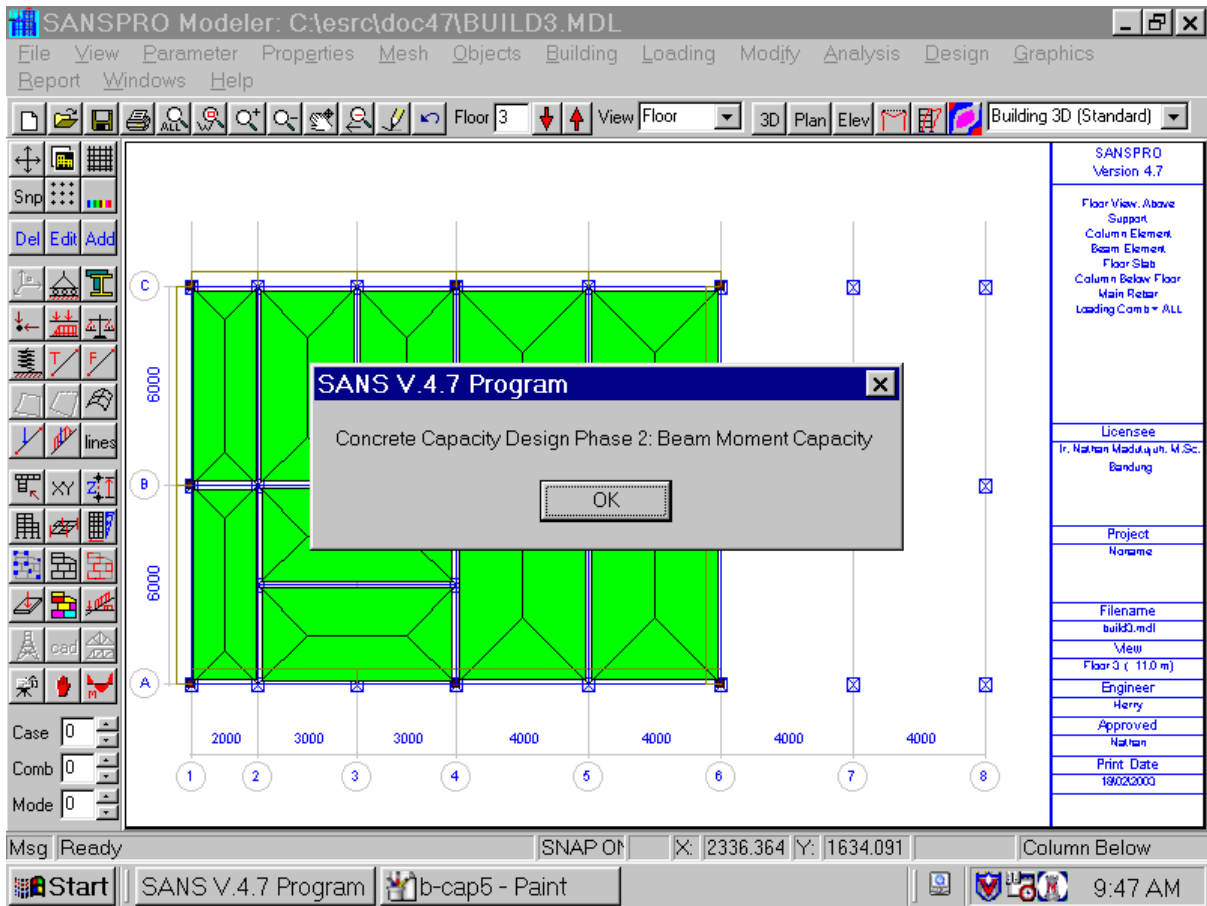 SANSPRO Modeler: C:\esrc\doc47\BUILD3.MDL
File View Parameter Properties Mesh Objects Building Loading Modify Analysis Design Graphics
Report Windows Help
ALL Floor 3 View Floor 3D Plan Elev Building 3D (Standard)
Snp
Del Edit Add
T F
lines
XY Z
cad
M
Case 0
Comb 0
Mode 0
C
6000
B
6000
A
2000 3000 3000 4000 4000 4000 4000
1 2 3 4 5 6 7 8
SANS V.4.7 Program
Concrete Capacity Design Phase 2: Beam Moment Capacity
OK
SANSPRO
Version 4.7
Floor View. Above
Support
Column Element
Beam Element
Floor Slab
Column Below Floor
Main Rebar
Loading Comb = ALL
Licensee
Ir. Nathan Madutujuh. M.Sc.
Bandung
Project
Noname
Filename
build3.mdl
View
Floor 3 ( 11.0 m)
Engineer
Herry
Approved
Nathan
Print Date
18/02/2003
Msg Ready SNAP ON X: 2336.364 Y: 1634.091 Column Below
Start SANS V.4.7 Program b-cap5 - Paint 9:47 AM